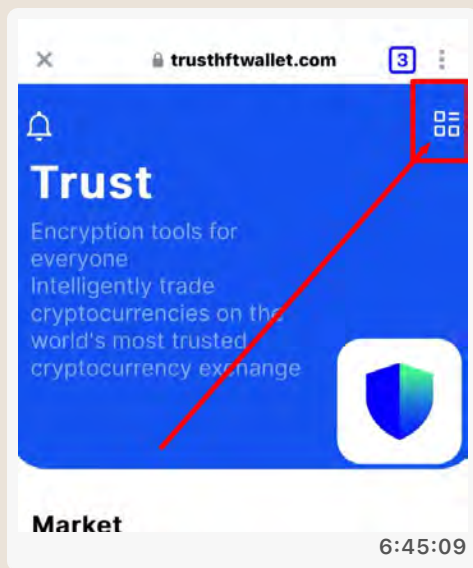 trusthftwallet.com
3
Trust
Encryption tools for
everyone
Intelligently trade
cryptocurrencies on the
world's most trusted
cryptocurrency exchange
Market
6:45:09